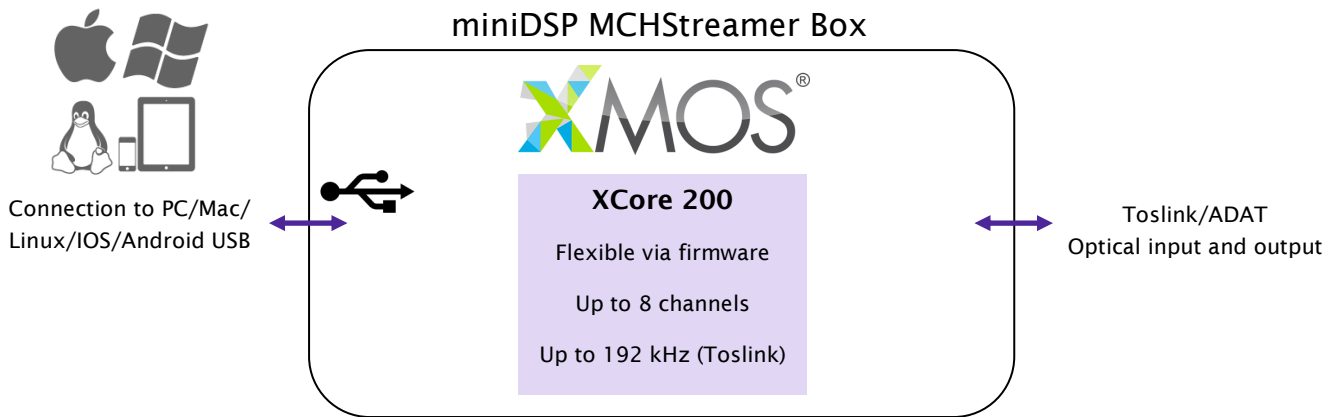 miniDSP MCHStreamer Box
XMOS®
Connection to PC/Mac/
Linux/IOS/Android USB
XCore 200
Flexible via firmware
Up to 8 channels
Up to 192 kHz (Toslink)
Toslink/ADAT
Optical input and output